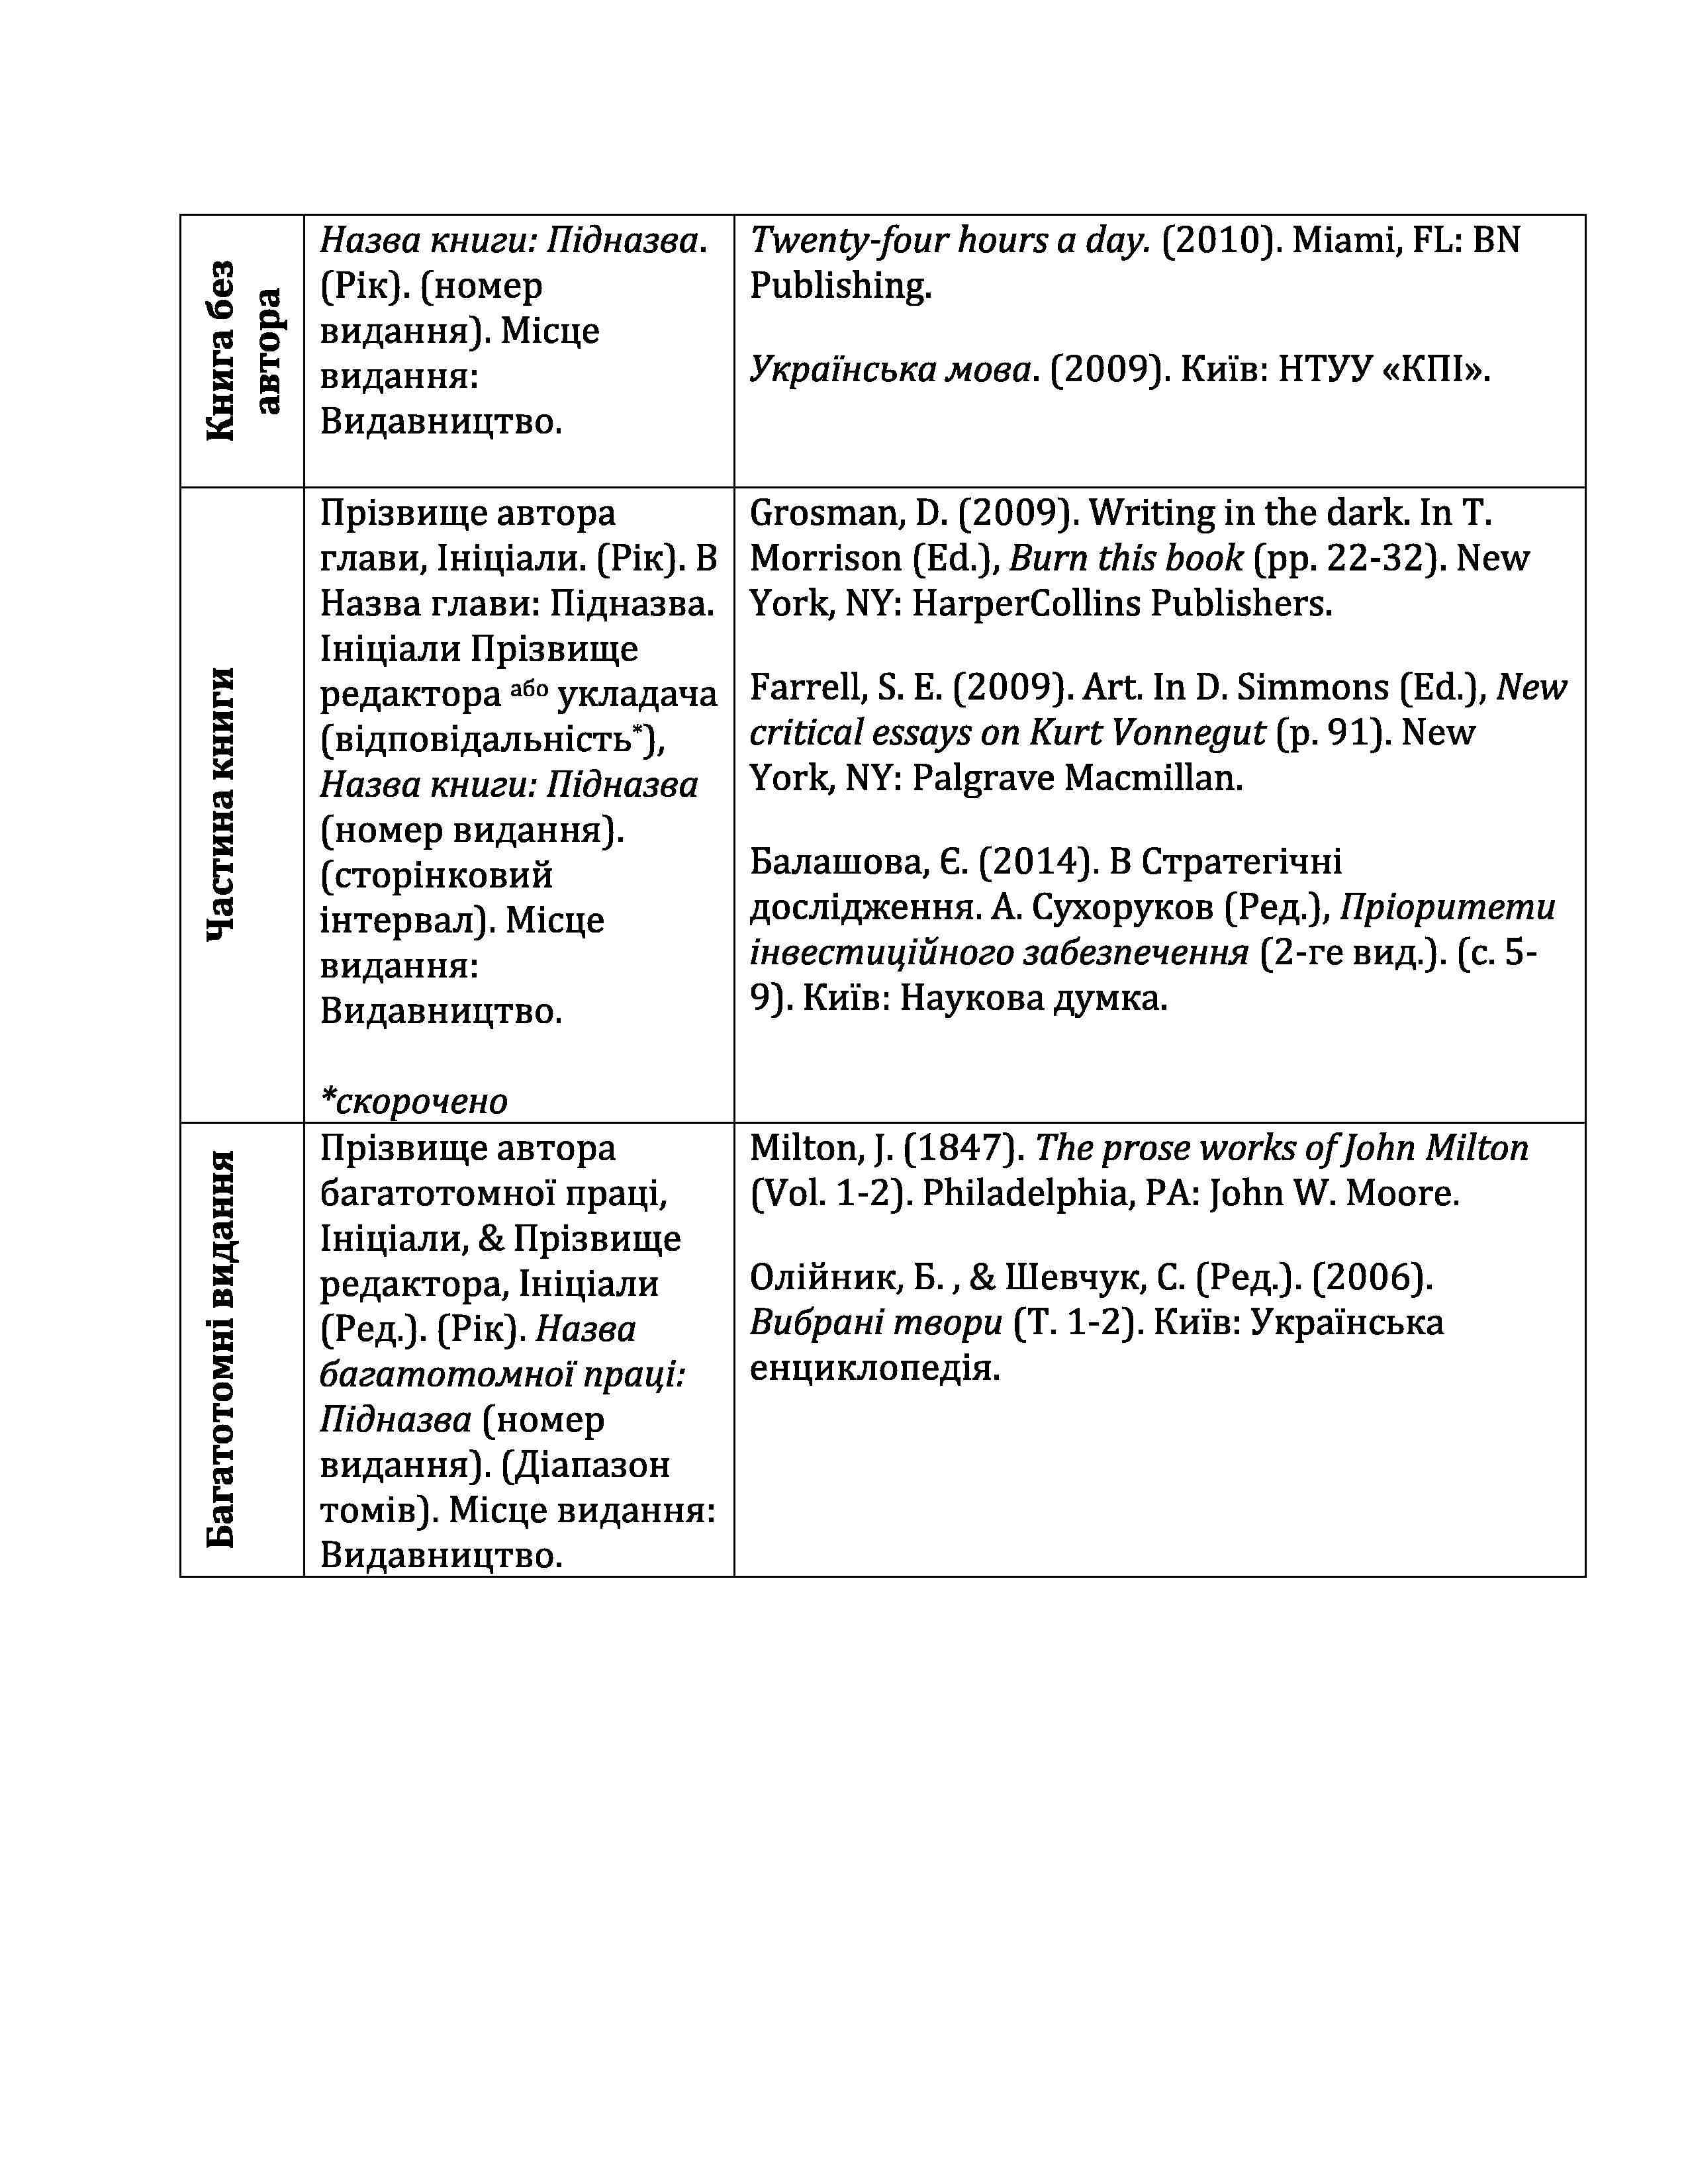 Книга без
автора
Назва книги: Підназва.
(Рік). (номер
видання). Місце
видання:
Видавництво.
Twenty-four hours a day. (2010). Miami, FL: BN
Publishing.
Українська мова. (2009). Київ: НТУУ «КПІ».
Частина книги
Прізвище автора
глави, Ініціали. (Рік). В
Назва глави: Підназва.
Ініціали Прізвище
редактора або укладача
(відповідальність*),
Назва книги: Підназва
(номер видання).
(сторінковий
інтервал). Місце
видання:
Видавництво.
*скорочено
Grosman, D. (2009). Writing in the dark. In T.
Morrison (Ed.), Burn this book (pp. 22-32). New
York, NY: HarperCollins Publishers.
Farrell, S. E. (2009). Art. In D. Simmons (Ed.), New
critical essays on Kurt Vonnegut (p. 91). New
York, NY: Palgrave Macmillan.
Балашова, Є. (2014). В Стратегічні
дослідження. А. Сухоруков (Ред.), Пріоритети
інвестиційного забезпечення (2-ге вид.). (с. 5-
9). Київ: Наукова думка.
Багатотомні видання
Прізвище автора
багатотомної праці,
Ініціали, & Прізвище
редактора, Ініціали
(Ред.). (Рік). Назва
багатотомної праці:
Підназва (номер
видання). (Діапазон
томів). Місце видання:
Видавництво.
Milton, J. (1847). The prose works of John Milton
(Vol. 1-2). Philadelphia, PA: John W. Moore.
Олійник, Б. , & Шевчук, С. (Ред.). (2006).
Вибрані твори (Т. 1-2). Київ: Українська
енциклопедія.